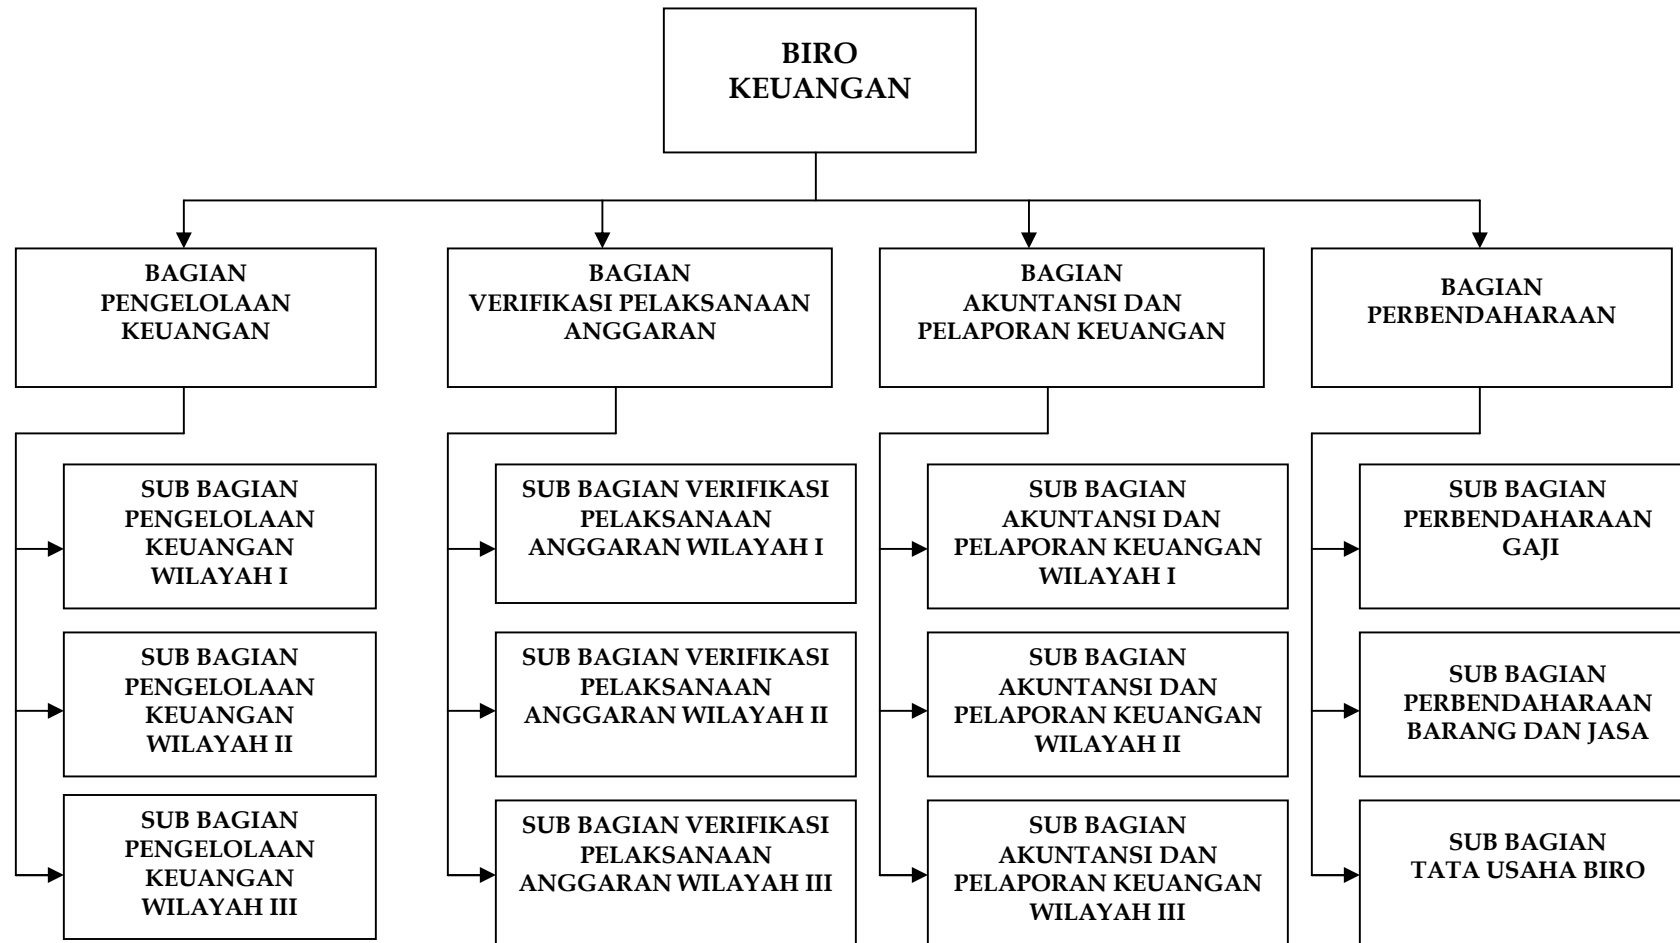 BIRO
KEUANGAN
BAGIAN
PENGELOLAAN
KEUANGAN
BAGIAN
VERIFIKASI PELAKSANAAN
ANGGARAN
BAGIAN
AKUNTANSI DAN
PELAPORAN KEUANGAN
BAGIAN
PERBENDAHARAAN
SUB BAGIAN
PENGELOLAAN
KEUANGAN
WILAYAH I
SUB BAGIAN VERIFIKASI
PELAKSANAAN
ANGGARAN WILAYAH I
SUB BAGIAN
AKUNTANSI DAN
PELAPORAN KEUANGAN
WILAYAH I
SUB BAGIAN
PERBENDAHARAAN
GAJI
SUB BAGIAN
PENGELOLAAN
KEUANGAN
WILAYAH II
SUB BAGIAN VERIFIKASI
PELAKSANAAN
ANGGARAN WILAYAH II
SUB BAGIAN
AKUNTANSI DAN
PELAPORAN KEUANGAN
WILAYAH II
SUB BAGIAN
PERBENDAHARAAN
BARANG DAN JASA
SUB BAGIAN
PENGELOLAAN
KEUANGAN
WILAYAH III
SUB BAGIAN VERIFIKASI
PELAKSANAAN
ANGGARAN WILAYAH III
SUB BAGIAN
AKUNTANSI DAN
PELAPORAN KEUANGAN
WILAYAH III
SUB BAGIAN
TATA USAHA BIRO